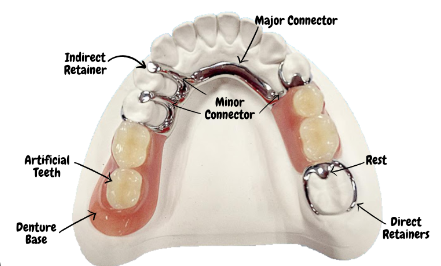 Major Connector
Indirect
Retainer
Minor
Connector
Artificial
Teeth
Rest
Denture
Base
Direct
Retainers